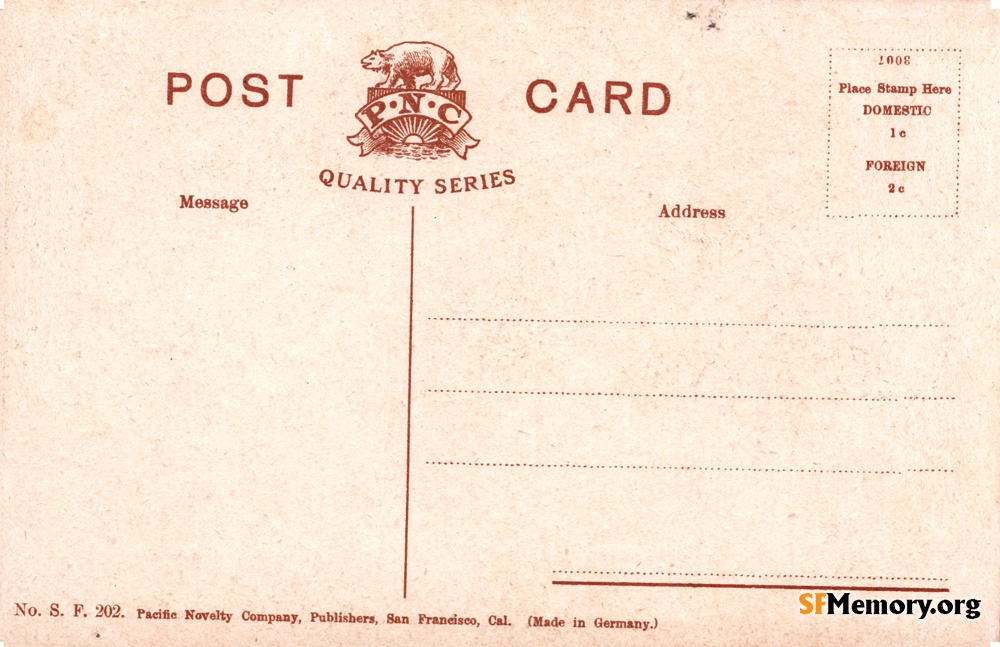 POST CARD
P·N·C
QUALITY SERIES
Message
Address
Place Stamp Here
DOMESTIC
1c
FOREIGN
2c
No. S. F. 202. Pacific Novelty Company, Publishers, San Francisco, Cal. (Made in Germany.)
SFMemory.org